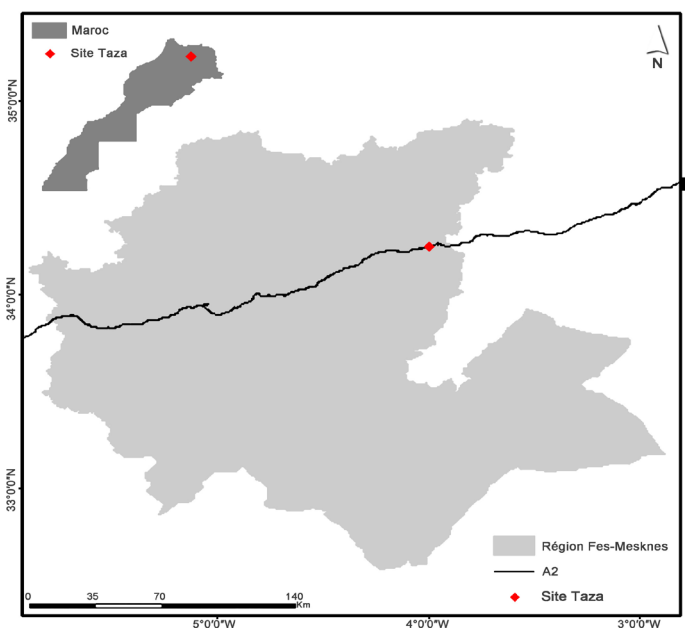 Maroc
Site Taza
N
35°0'0"N
34°0'0"N
33°0'0"N
Région Fes-Mesknes
A2
Site Taza
0 35 70 140
Km
5°0'0"W 4°0'0"W 3°0'0"W